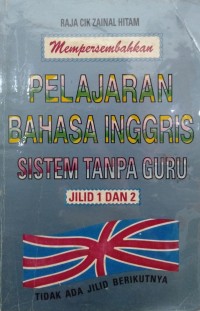 RAJA CIK ZAINAL HITAM
Mempersembahkan
PELAJARAN
BAHASA INGGRIS
SISTEM TANPA GURU
JILID 1 DAN 2
TIDAK ADA JILID BERIKUTNYA